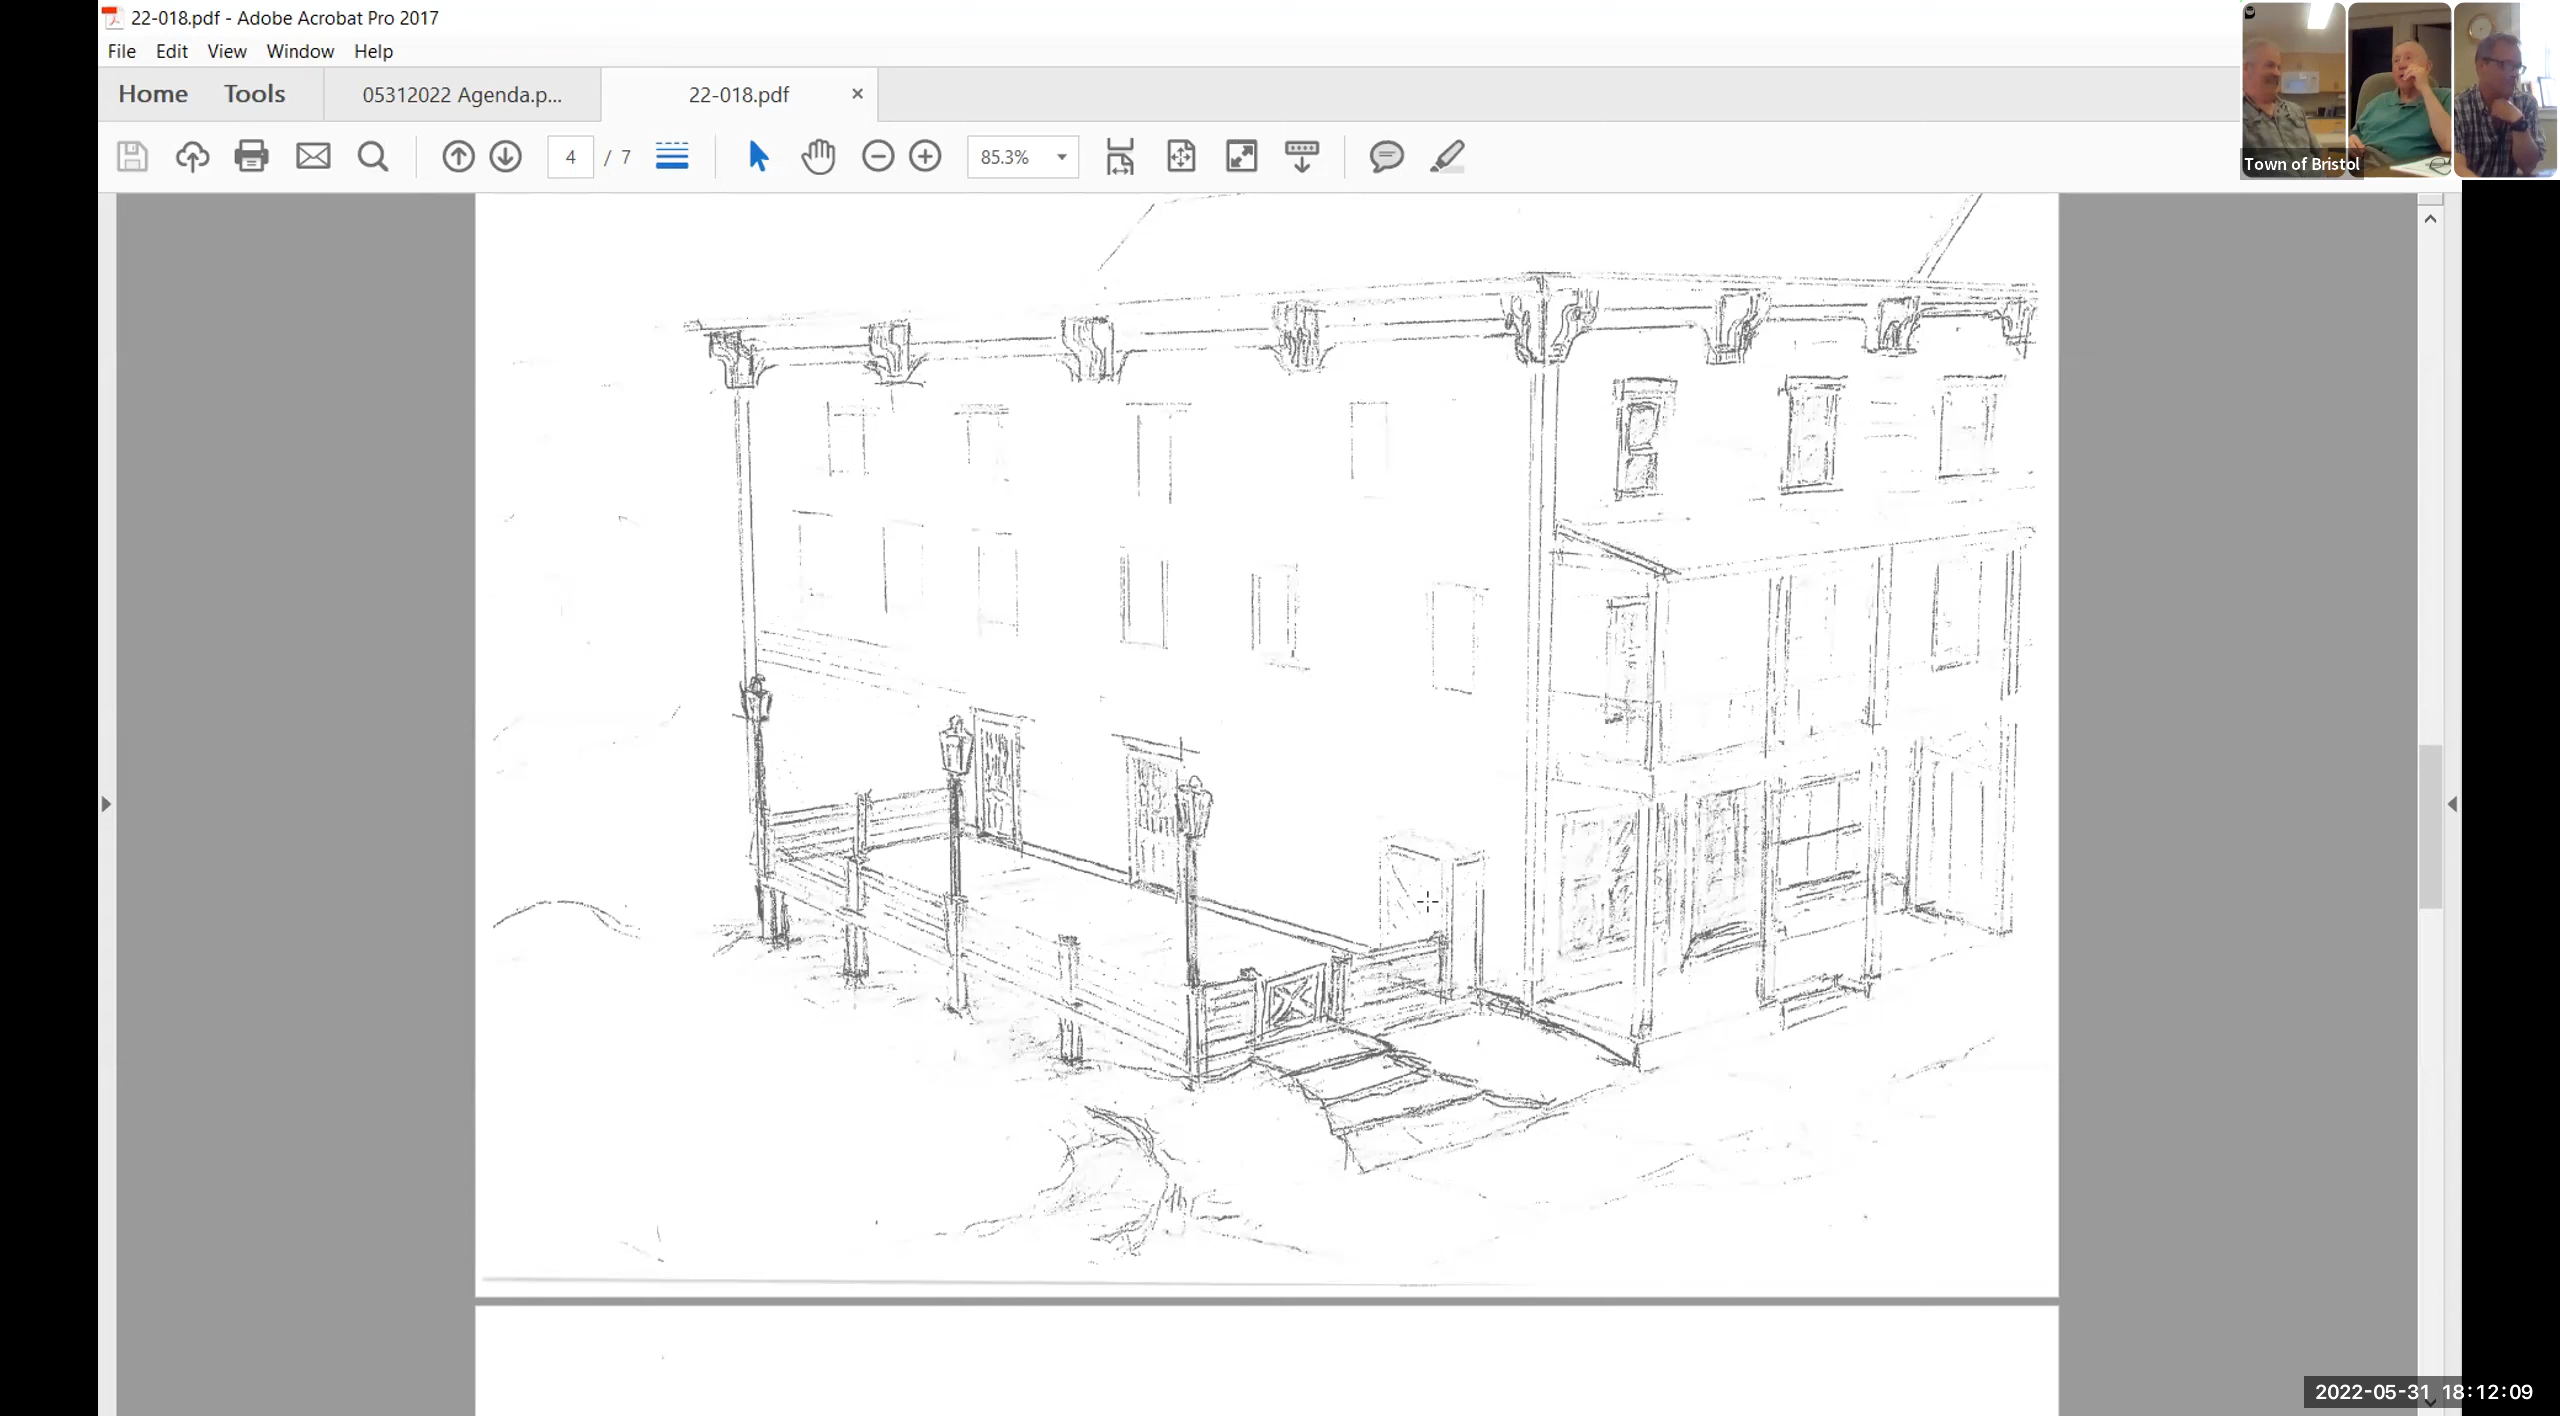 22-018.pdf - Adobe Acrobat Pro 2017
File Edit View Window Help
Home Tools 05312022 Agenda.p... 22-018.pdf ×
4 / 7 85.3%
Town of Bristol
2022-05-31 18:12:09